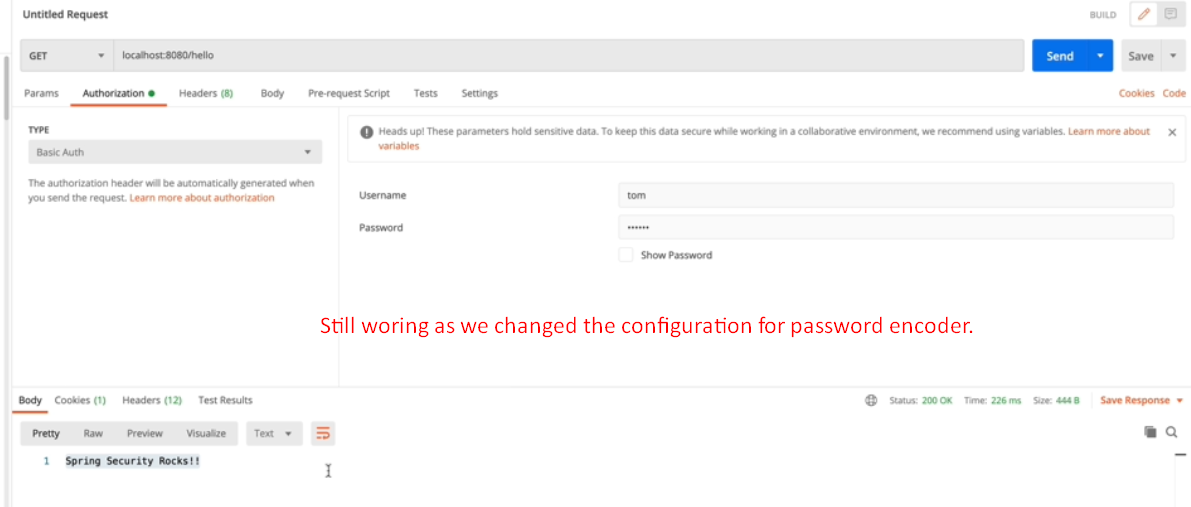 Untitled Request
BUILD
GET
localhost:8080/hello
Send
Save
Params
Authorization
Headers (8)
Body
Pre-request Script
Tests
Settings
Cookies
Code
TYPE
Basic Auth
The authorization header will be automatically generated when
you send the request. Learn more about authorization
Heads up! These parameters hold sensitive data. To keep this data secure while working in a collaborative environment, we recommend using variables. Learn more about
variables
Username
tom
Password
••••••
Show Password
Still woring as we changed the configuration for password encoder.
Body
Cookies (1)
Headers (12)
Test Results
Status: 200 OK
Time: 226 ms
Size: 444 B
Save Response
Pretty
Raw
Preview
Visualize
Text
1
Spring Security Rocks!!